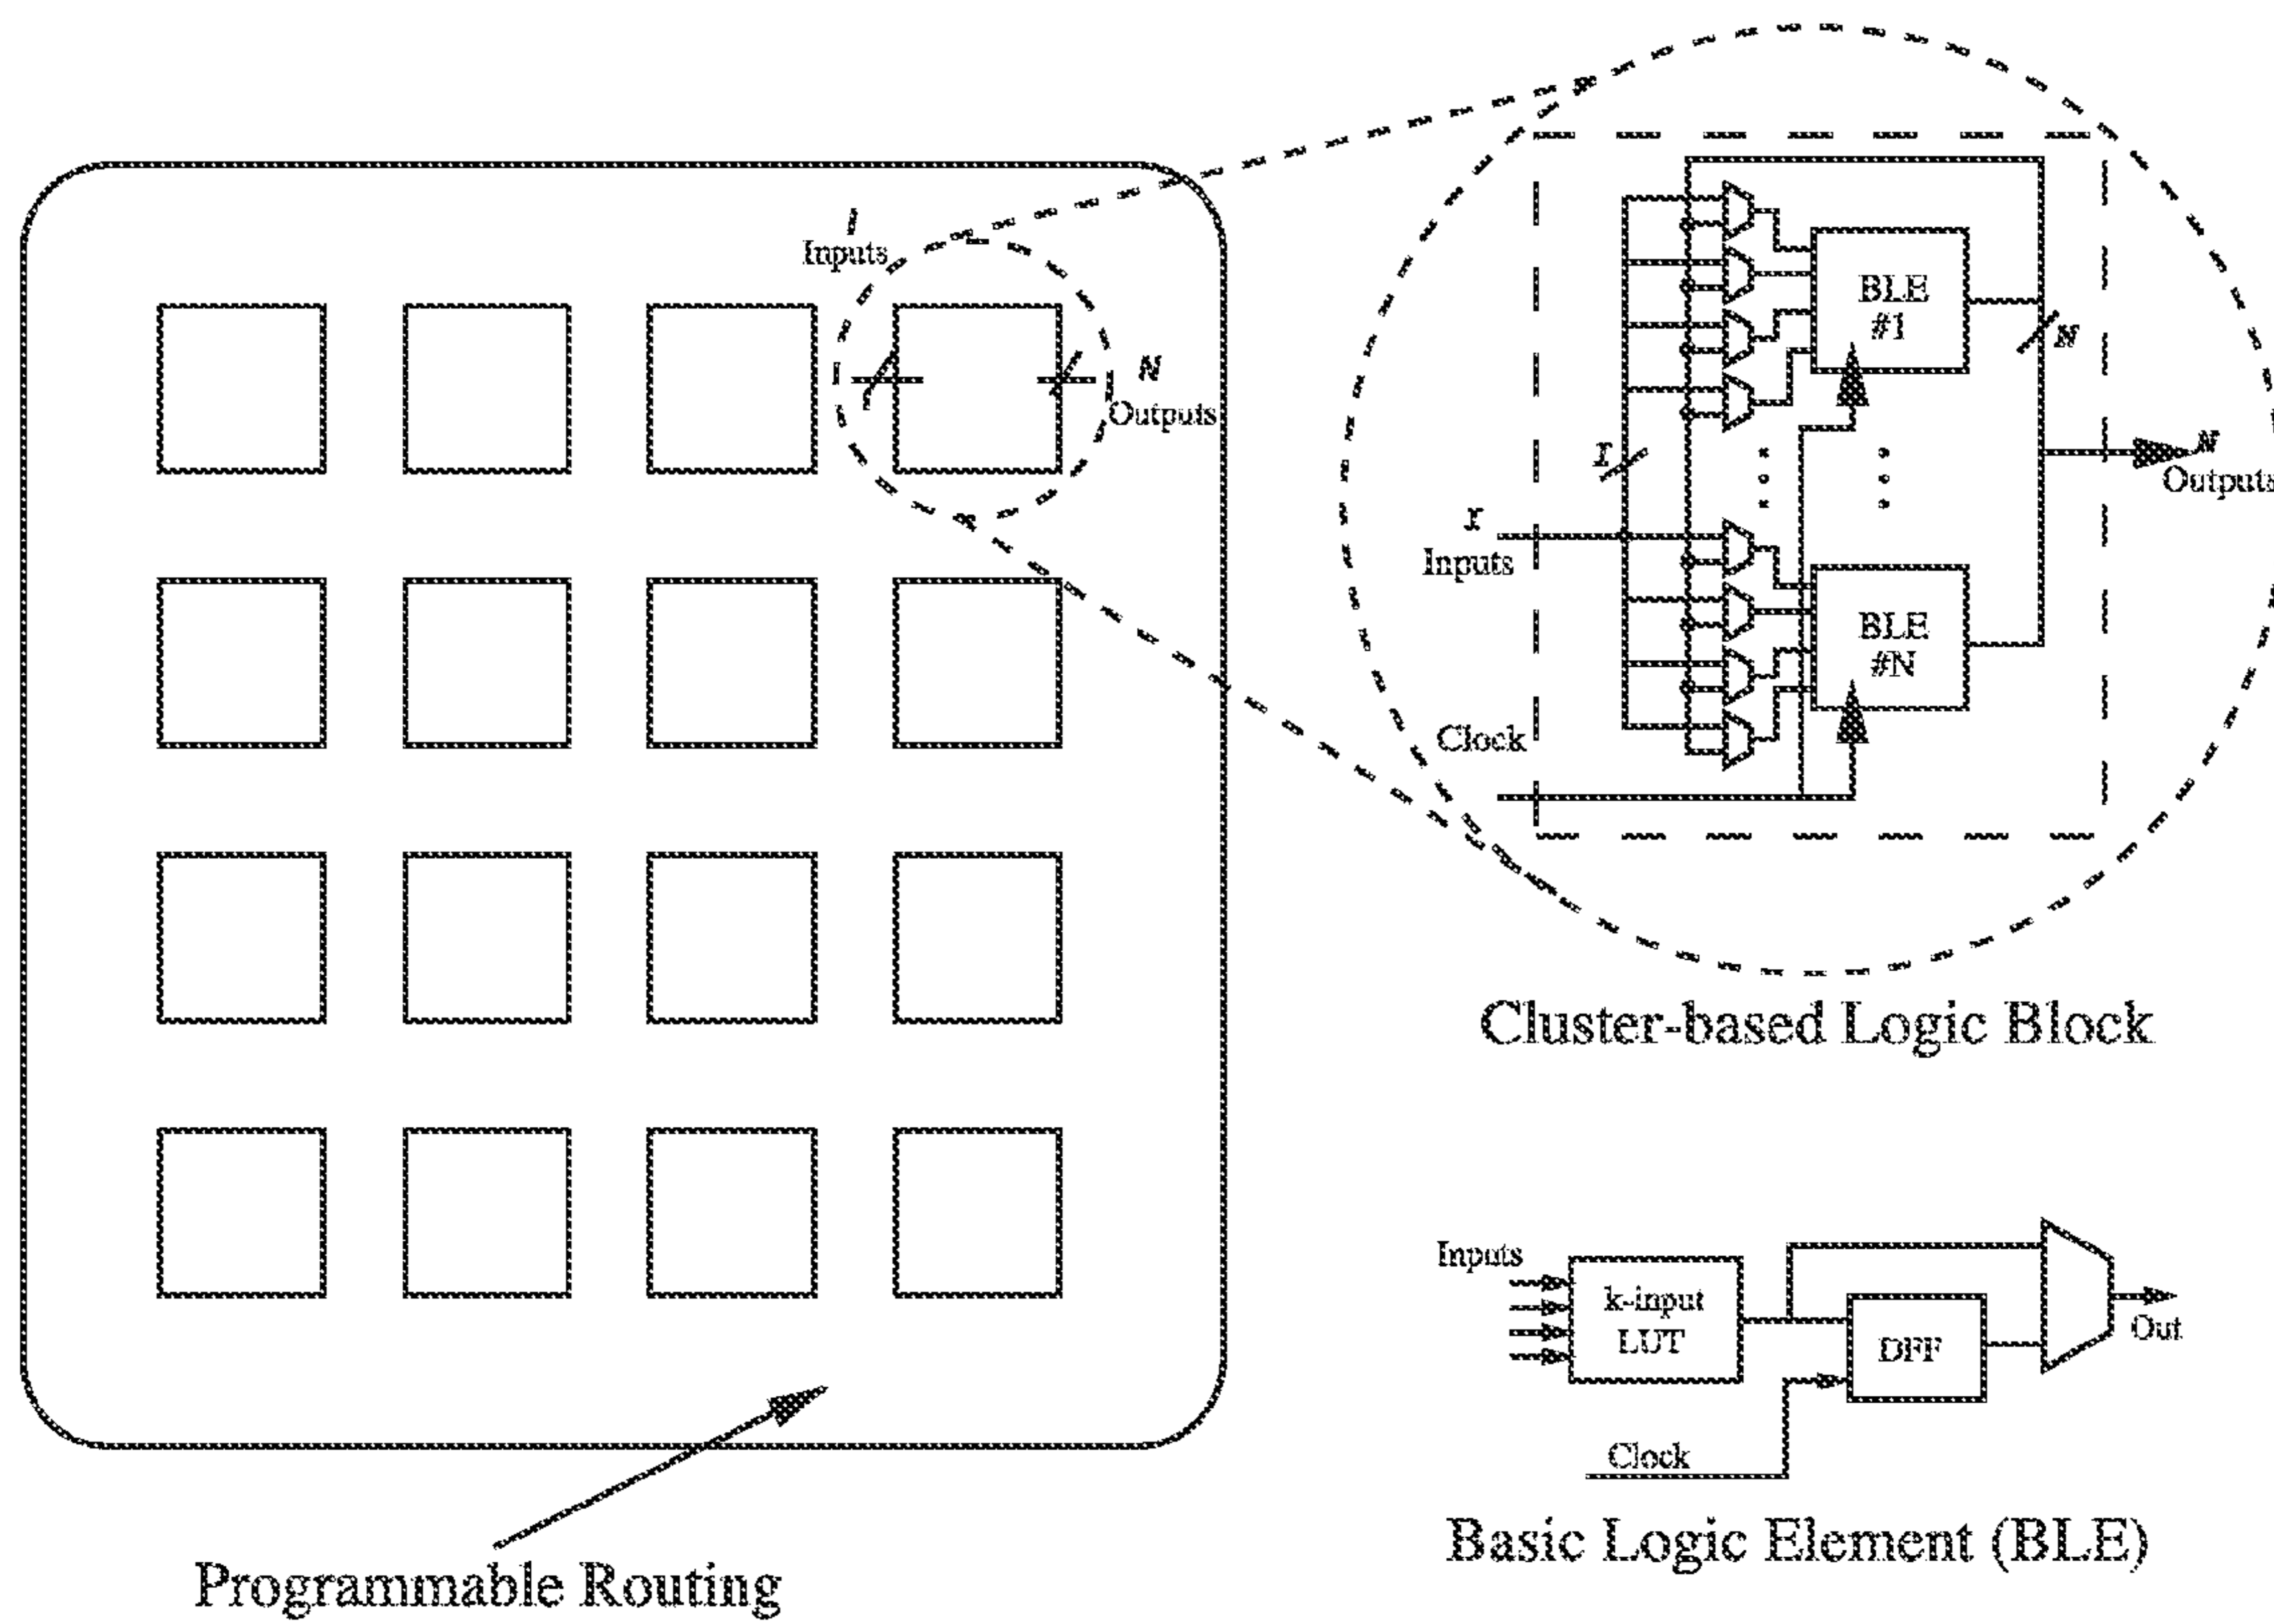 I
Inputs
N
Outputs
Programmable Routing
BLE
#1
N
I
I
Inputs
N
Outputs
BLE
#N
Clock
Cluster-based Logic Block
Inputs
k-input
LUT
DFF
Out
Clock
Basic Logic Element (BLE)